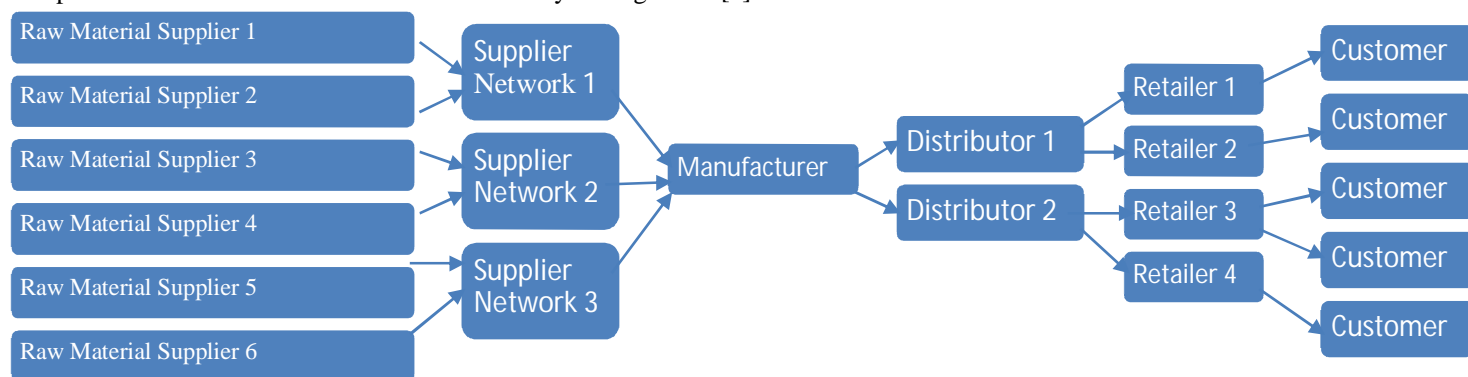 Raw Material Supplier 1
Raw Material Supplier 2
Raw Material Supplier 3
Raw Material Supplier 4
Raw Material Supplier 5
Raw Material Supplier 6
Supplier
Network 1
Supplier
Network 2
Supplier
Network 3
Manufacturer
Distributor 1
Distributor 2
Retailer 1
Retailer 2
Retailer 3
Retailer 4
Customer
Customer
Customer
Customer
Customer